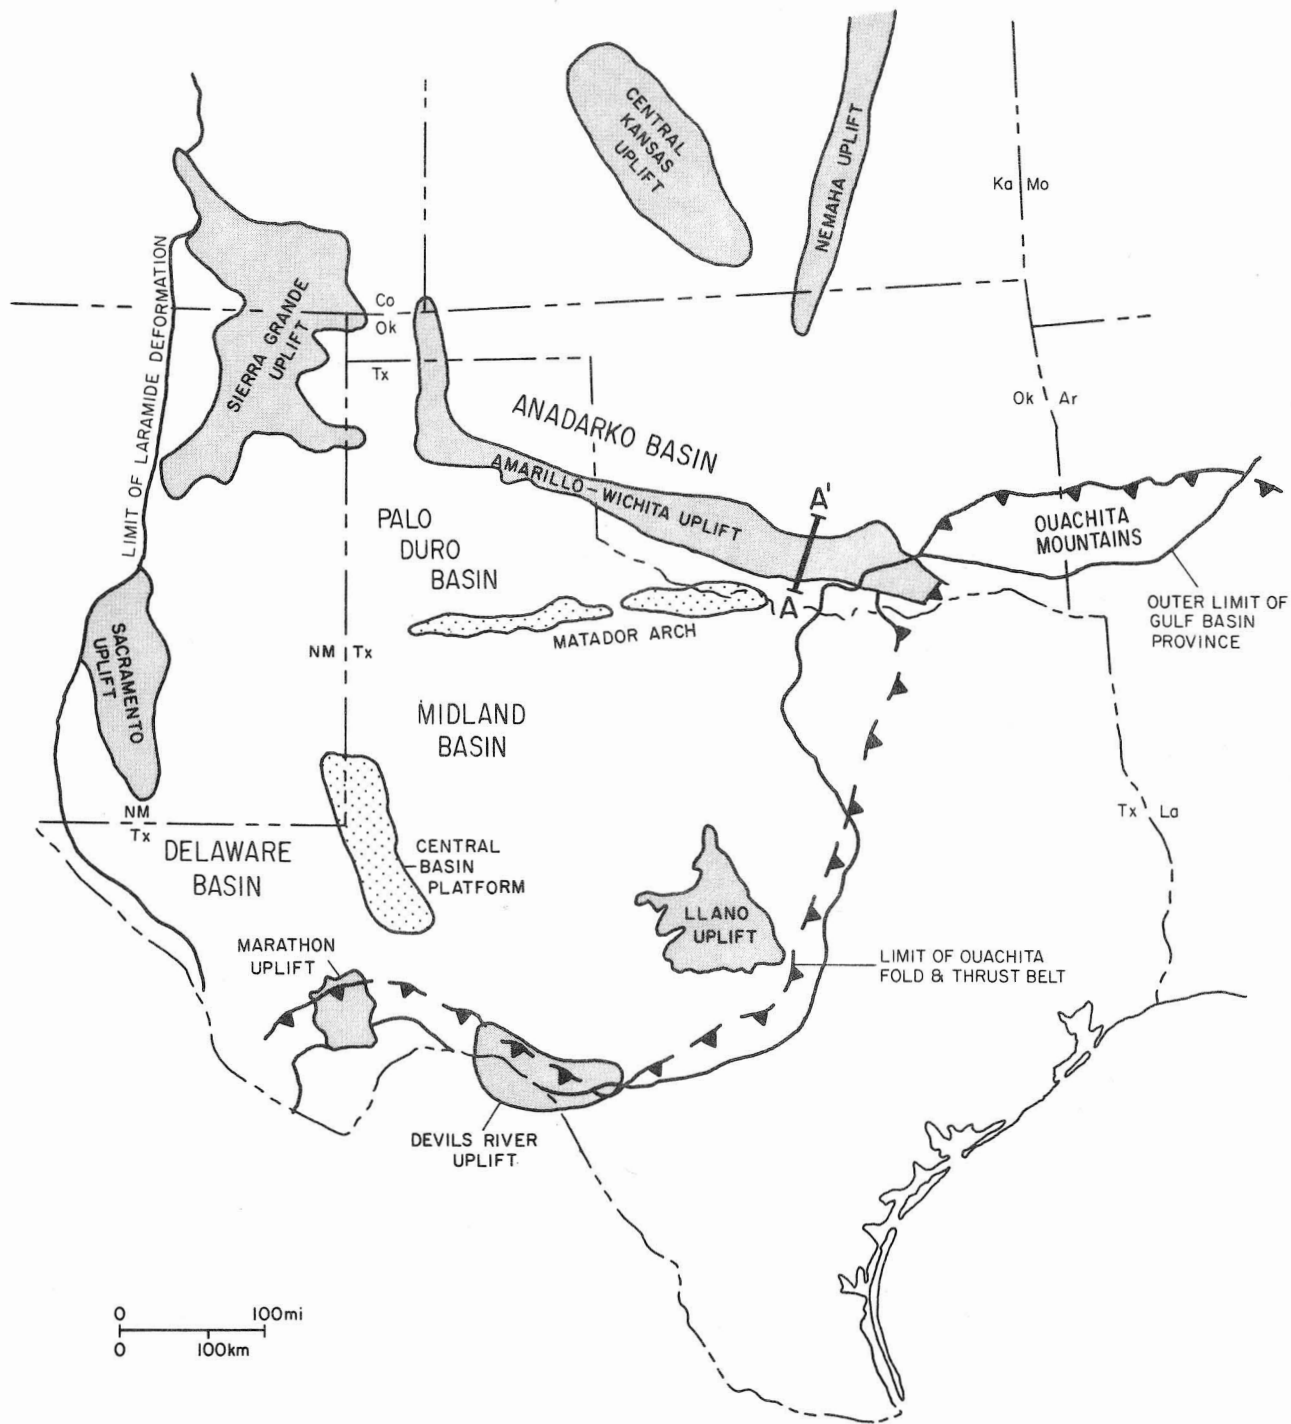 CENTRAL
KANSAS
UPLIFT
NEMAHA UPLIFT
Ka Mo
LIMIT OF LARAMIDE DEFORMATION
SIERRA GRANDE
UPLIFT
Co
Ok
Tx
ANADARKO BASIN
Ok Ar
AMARILLO-WICHITA UPLIFT
A'
A
OUACHITA
MOUNTAINS
PALO
DURO
BASIN
OUTER LIMIT OF
GULF BASIN
PROVINCE
MATADOR ARCH
SACRAMENTO
UPLIFT
NM Tx
MIDLAND
BASIN
NM
Tx
Tx La
DELAWARE
BASIN
CENTRAL
BASIN
PLATFORM
LLANO
UPLIFT
MARATHON
UPLIFT
LIMIT OF OUACHITA
FOLD & THRUST BELT
DEVILS RIVER
UPLIFT
0 100mi
0 100km